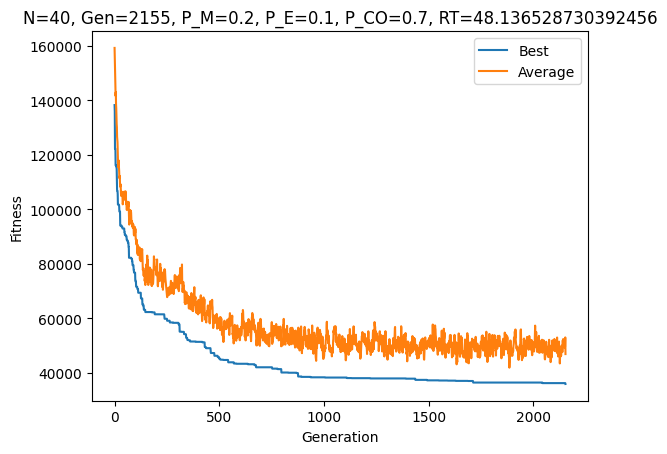 N=40, Gen=2155, P_M=0.2, P_E=0.1, P_CO=0.7, RT=48.136528730392456
Best
Average
Fitness
160000
140000
120000
100000
80000
60000
40000
0 500 1000 1500 2000
Generation